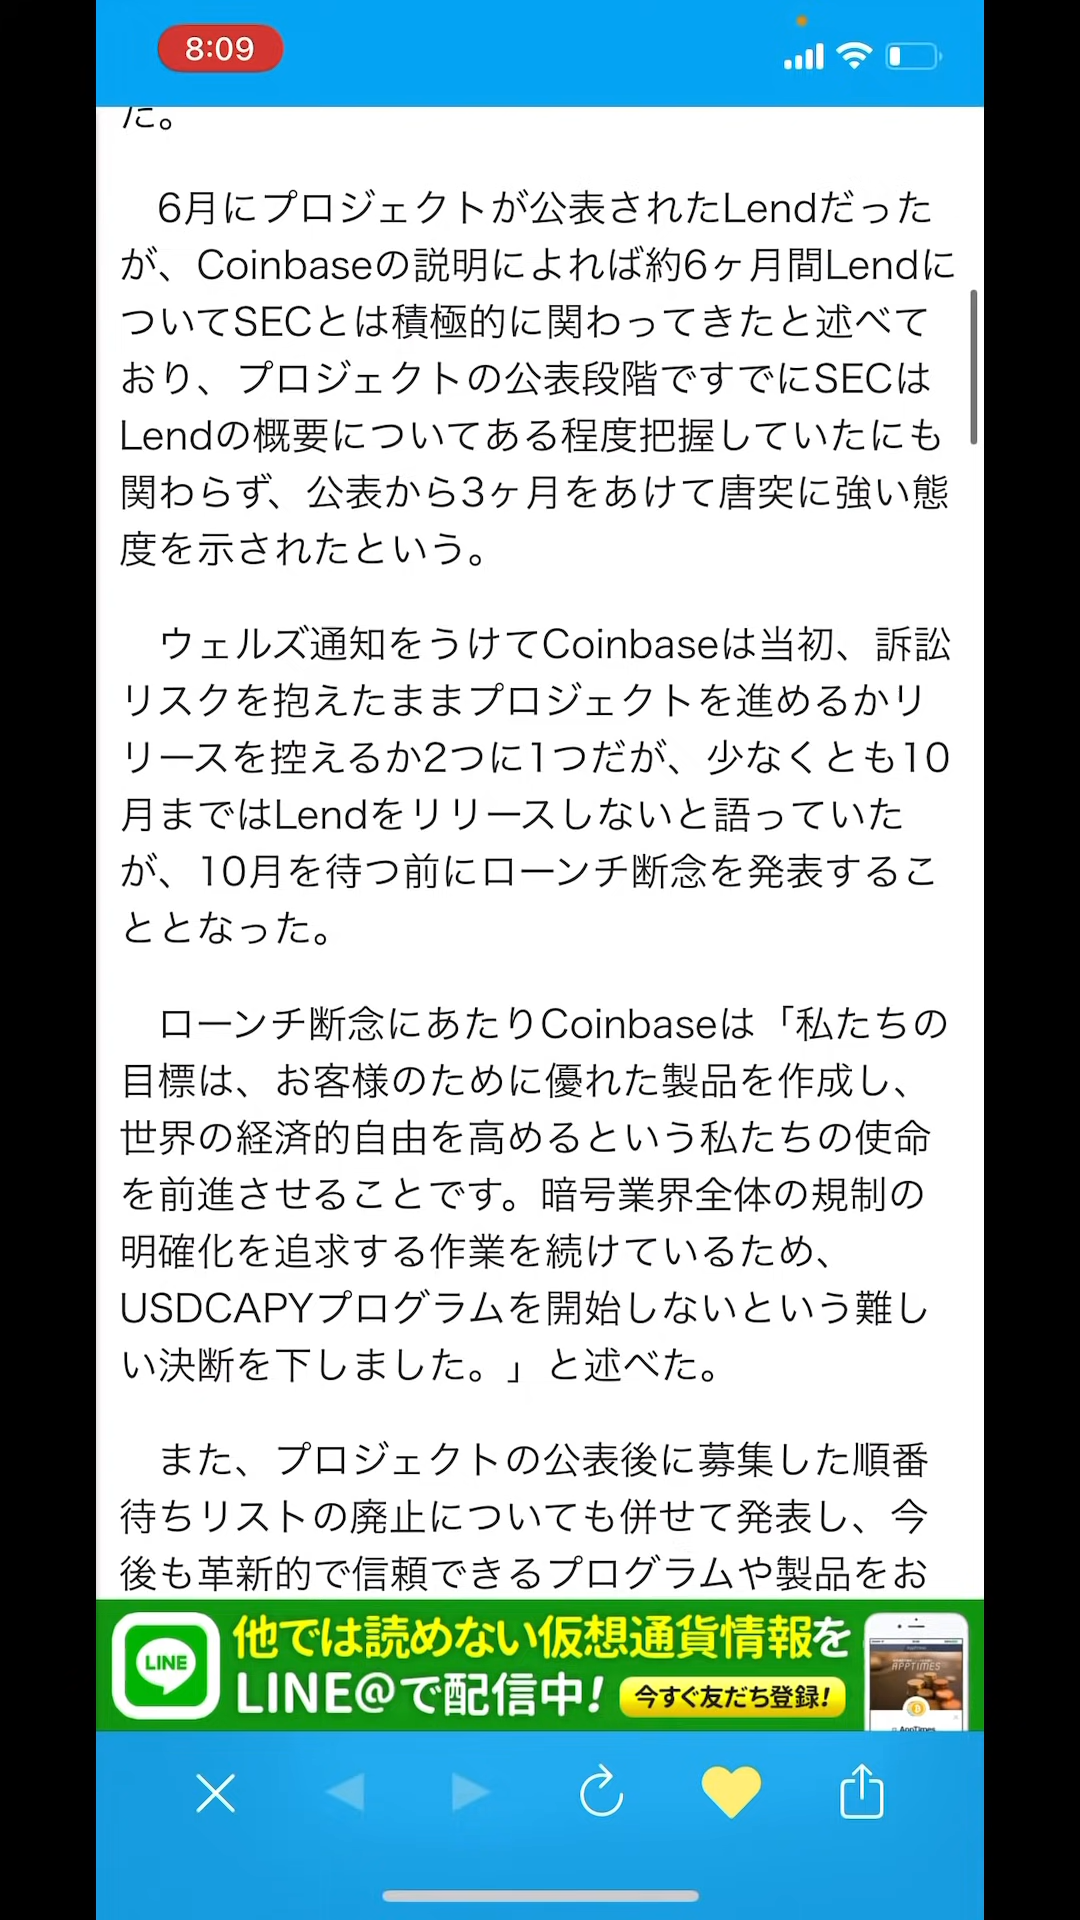 8:09
た。
6月にプロジェクトが公表されたLendだった
が、Coinbaseの説明によれば約6ヶ月間Lendに
ついてSECとは積極的に関わってきたと述べて
おり、プロジェクトの公表段階ですでにSECは
Lendの概要についてある程度把握していたにも
関わらず、公表から3ヶ月をあけて唐突に強い態
度を示されたという。
ウェルズ通知をうけてCoinbaseは当初、訴訟
リスクを抱えたままプロジェクトを進めるかリ
リースを控えるか2つに1つだが、少なくとも10
月まではLendをリリースしないと語っていた
が、10月を待つ前にローンチ断念を発表するこ
ととなった。
ローンチ断念にあたりCoinbaseは「私たちの
目標は、お客様のために優れた製品を作成し、
世界の経済的自由を高めるという私たちの使命
を前進させることです。暗号業界全体の規制の
明確化を追求する作業を続けているため、
USDCAPYプログラムを開始しないという難し
い決断を下しました。」と述べた。
また、プロジェクトの公表後に募集した順番
待ちリストの廃止についても併せて発表し、今
後も革新的で信頼できるプログラムや製品をお
LINE
他では読めない仮想通貨情報を
LINE@で配信中!
今すぐ友だち登録!
APPTIMES
AppTimes